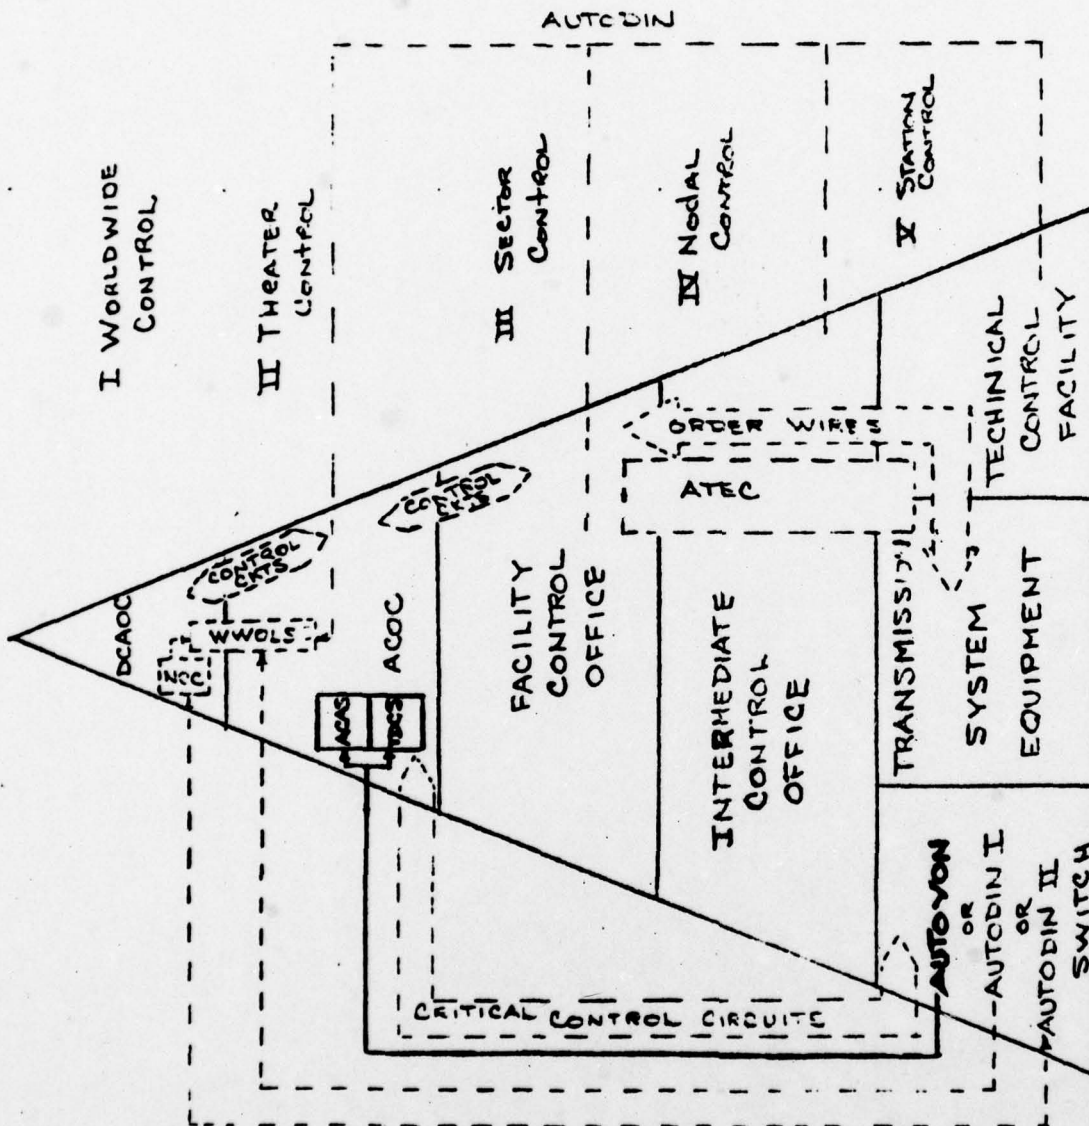 AUTODIN
I WORLDWIDE
CONTROL
II THEATER
CONTROL
III SECTOR
CONTROL
IV NODAL
CONTROL
V STATION
CONTROL
DCAOC
NCC
WWOLS
CONTROL
CKTS
ACAS
ACOC
CONTROL
CKTS
FACILITY
CONTROL
OFFICE
ORDER WIRES
ATEC
INTERMEDIATE
CONTROL
OFFICE
CRITICAL CONTROL CIRCUITS
TRANSMISSION
SYSTEM
EQUIPMENT
TECHINICAL
CONTROL
FACILITY
AUTOVON
OR
AUTODIN I
OR
AUTODIN II
SWITCH